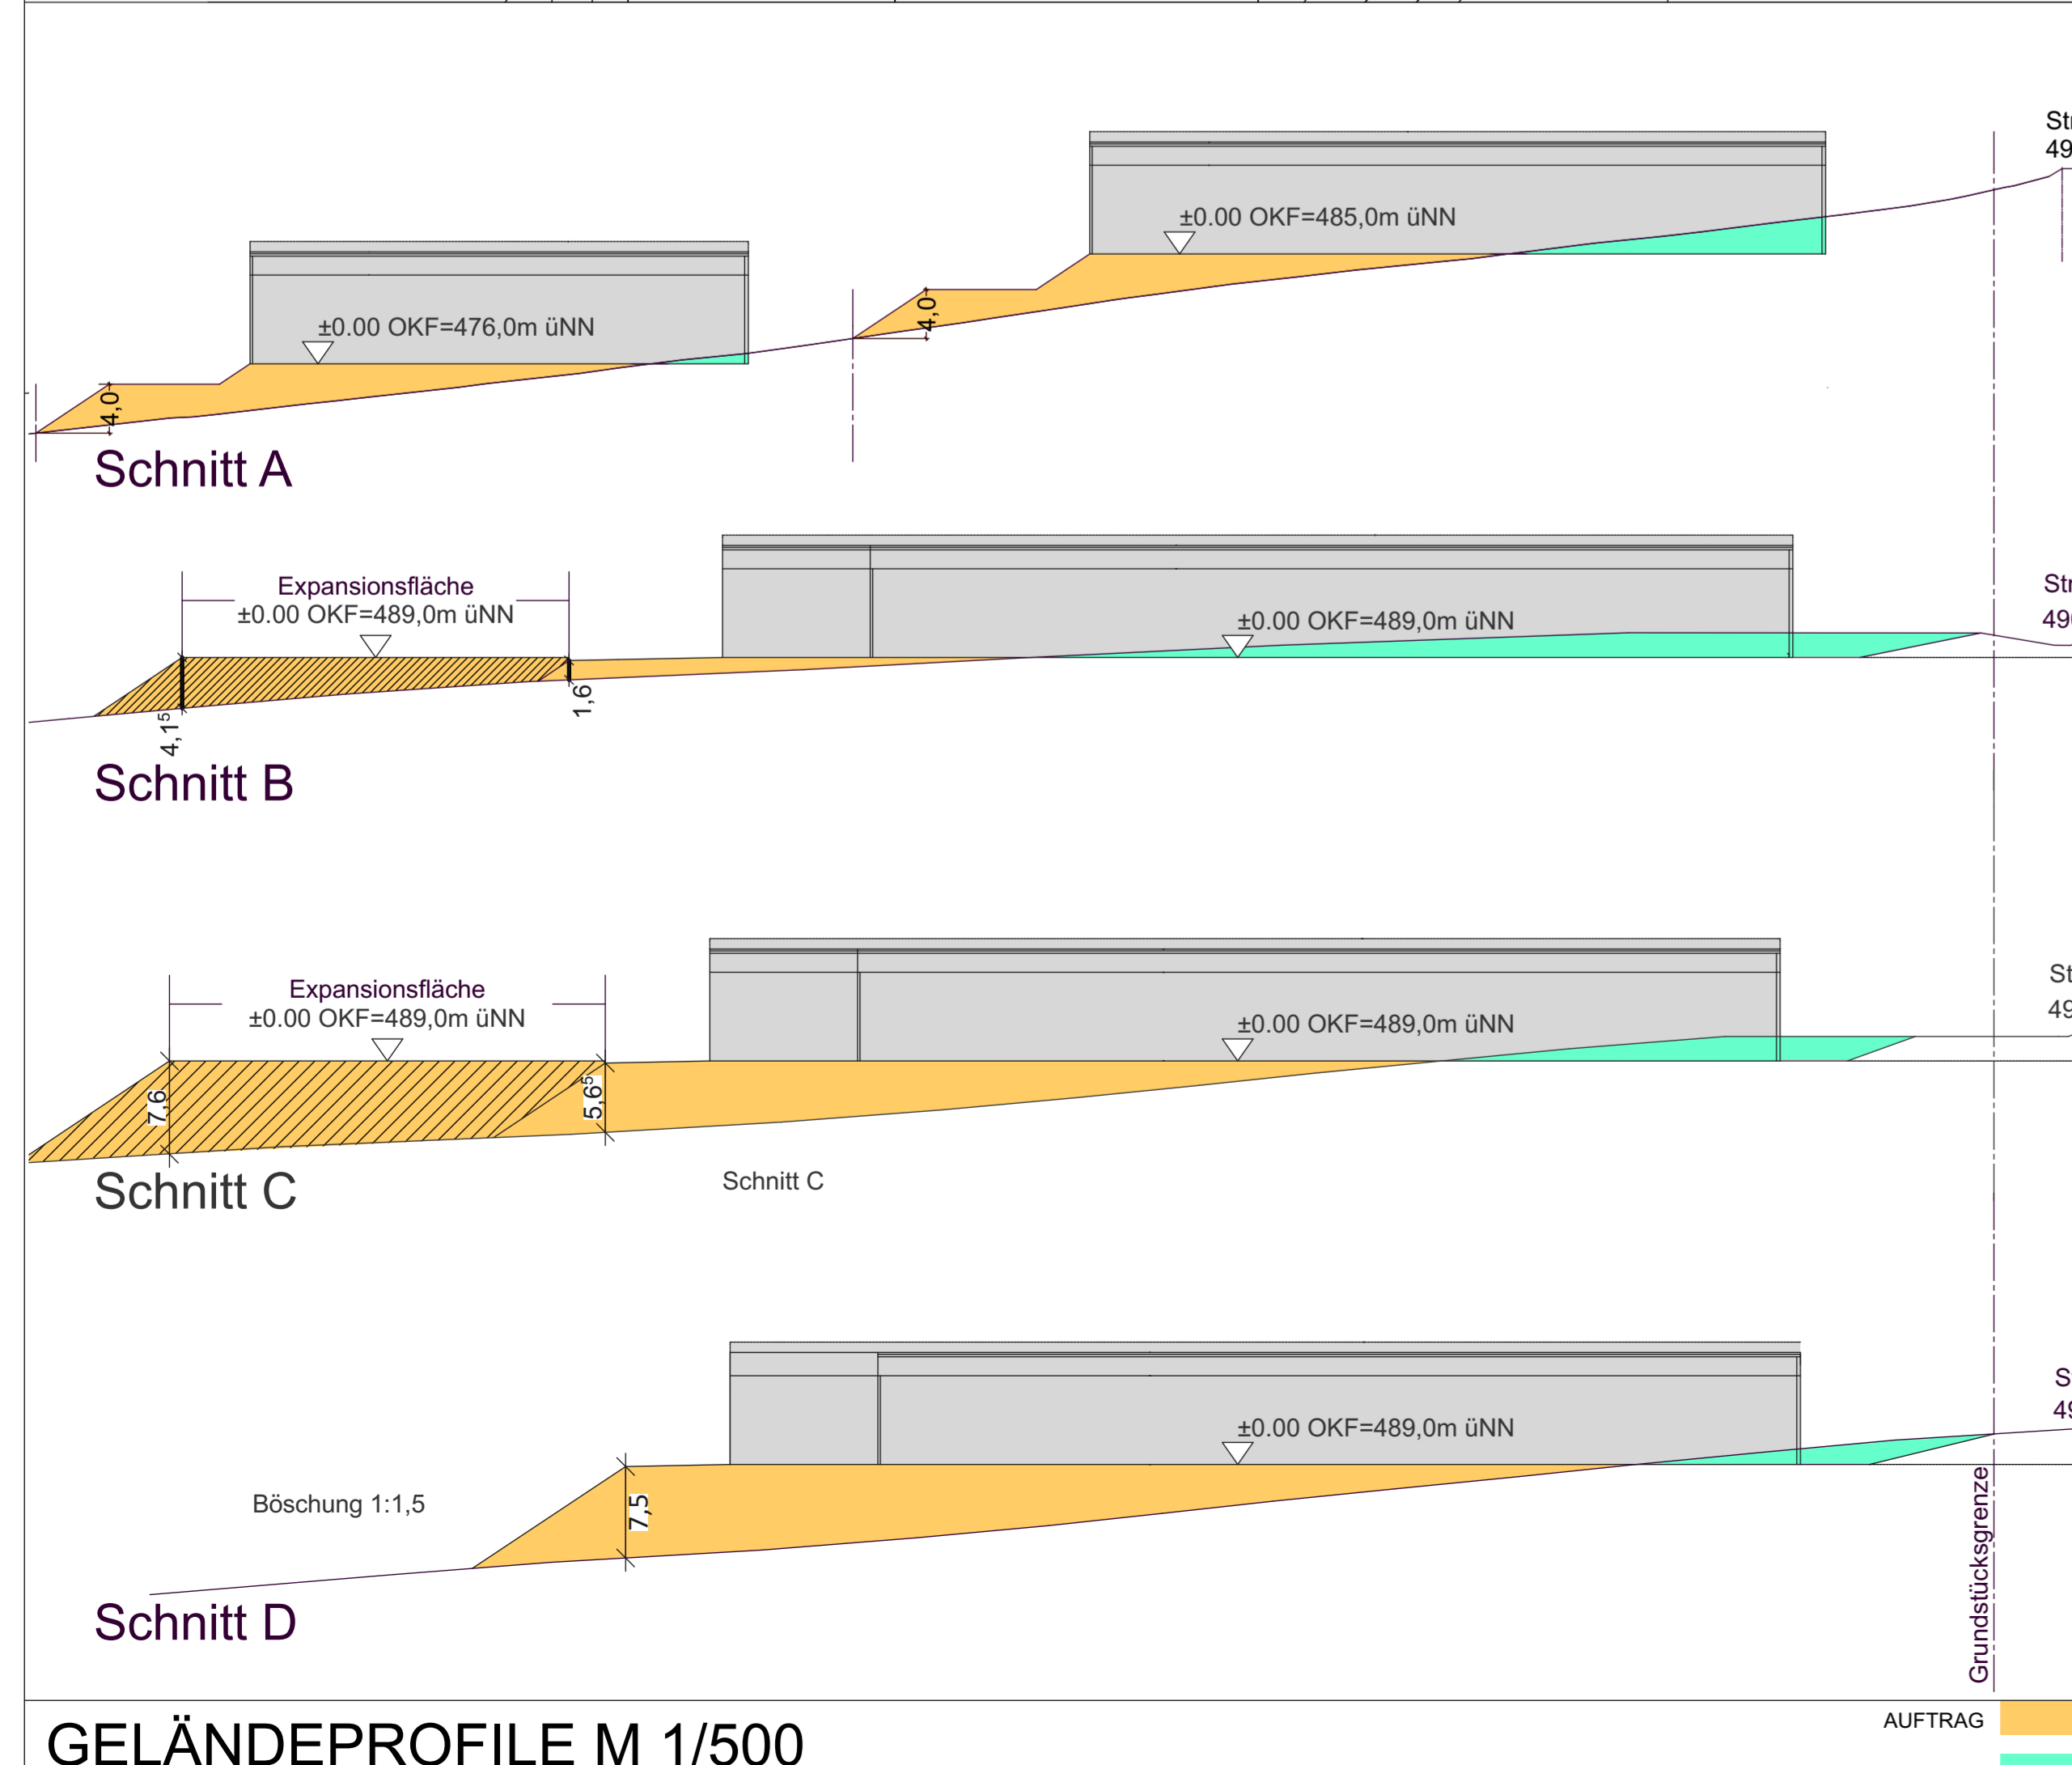 ±0.00 OKF=485,0m üNN
±0.00 OKF=476,0m üNN
4,0
4,0
Schnitt A
Expansionsfläche
±0.00 OKF=489,0m üNN
±0.00 OKF=489,0m üNN
4,1⁵
1,6
Schnitt B
Expansionsfläche
±0.00 OKF=489,0m üNN
±0.00 OKF=489,0m üNN
7,6
5,6⁵
Schnitt C
Schnitt C
±0.00 OKF=489,0m üNN
Böschung 1:1,5
7,5
Grundstücksgrenze
Schnitt D
GELÄNDEPROFILE M 1/500
AUFTRAG